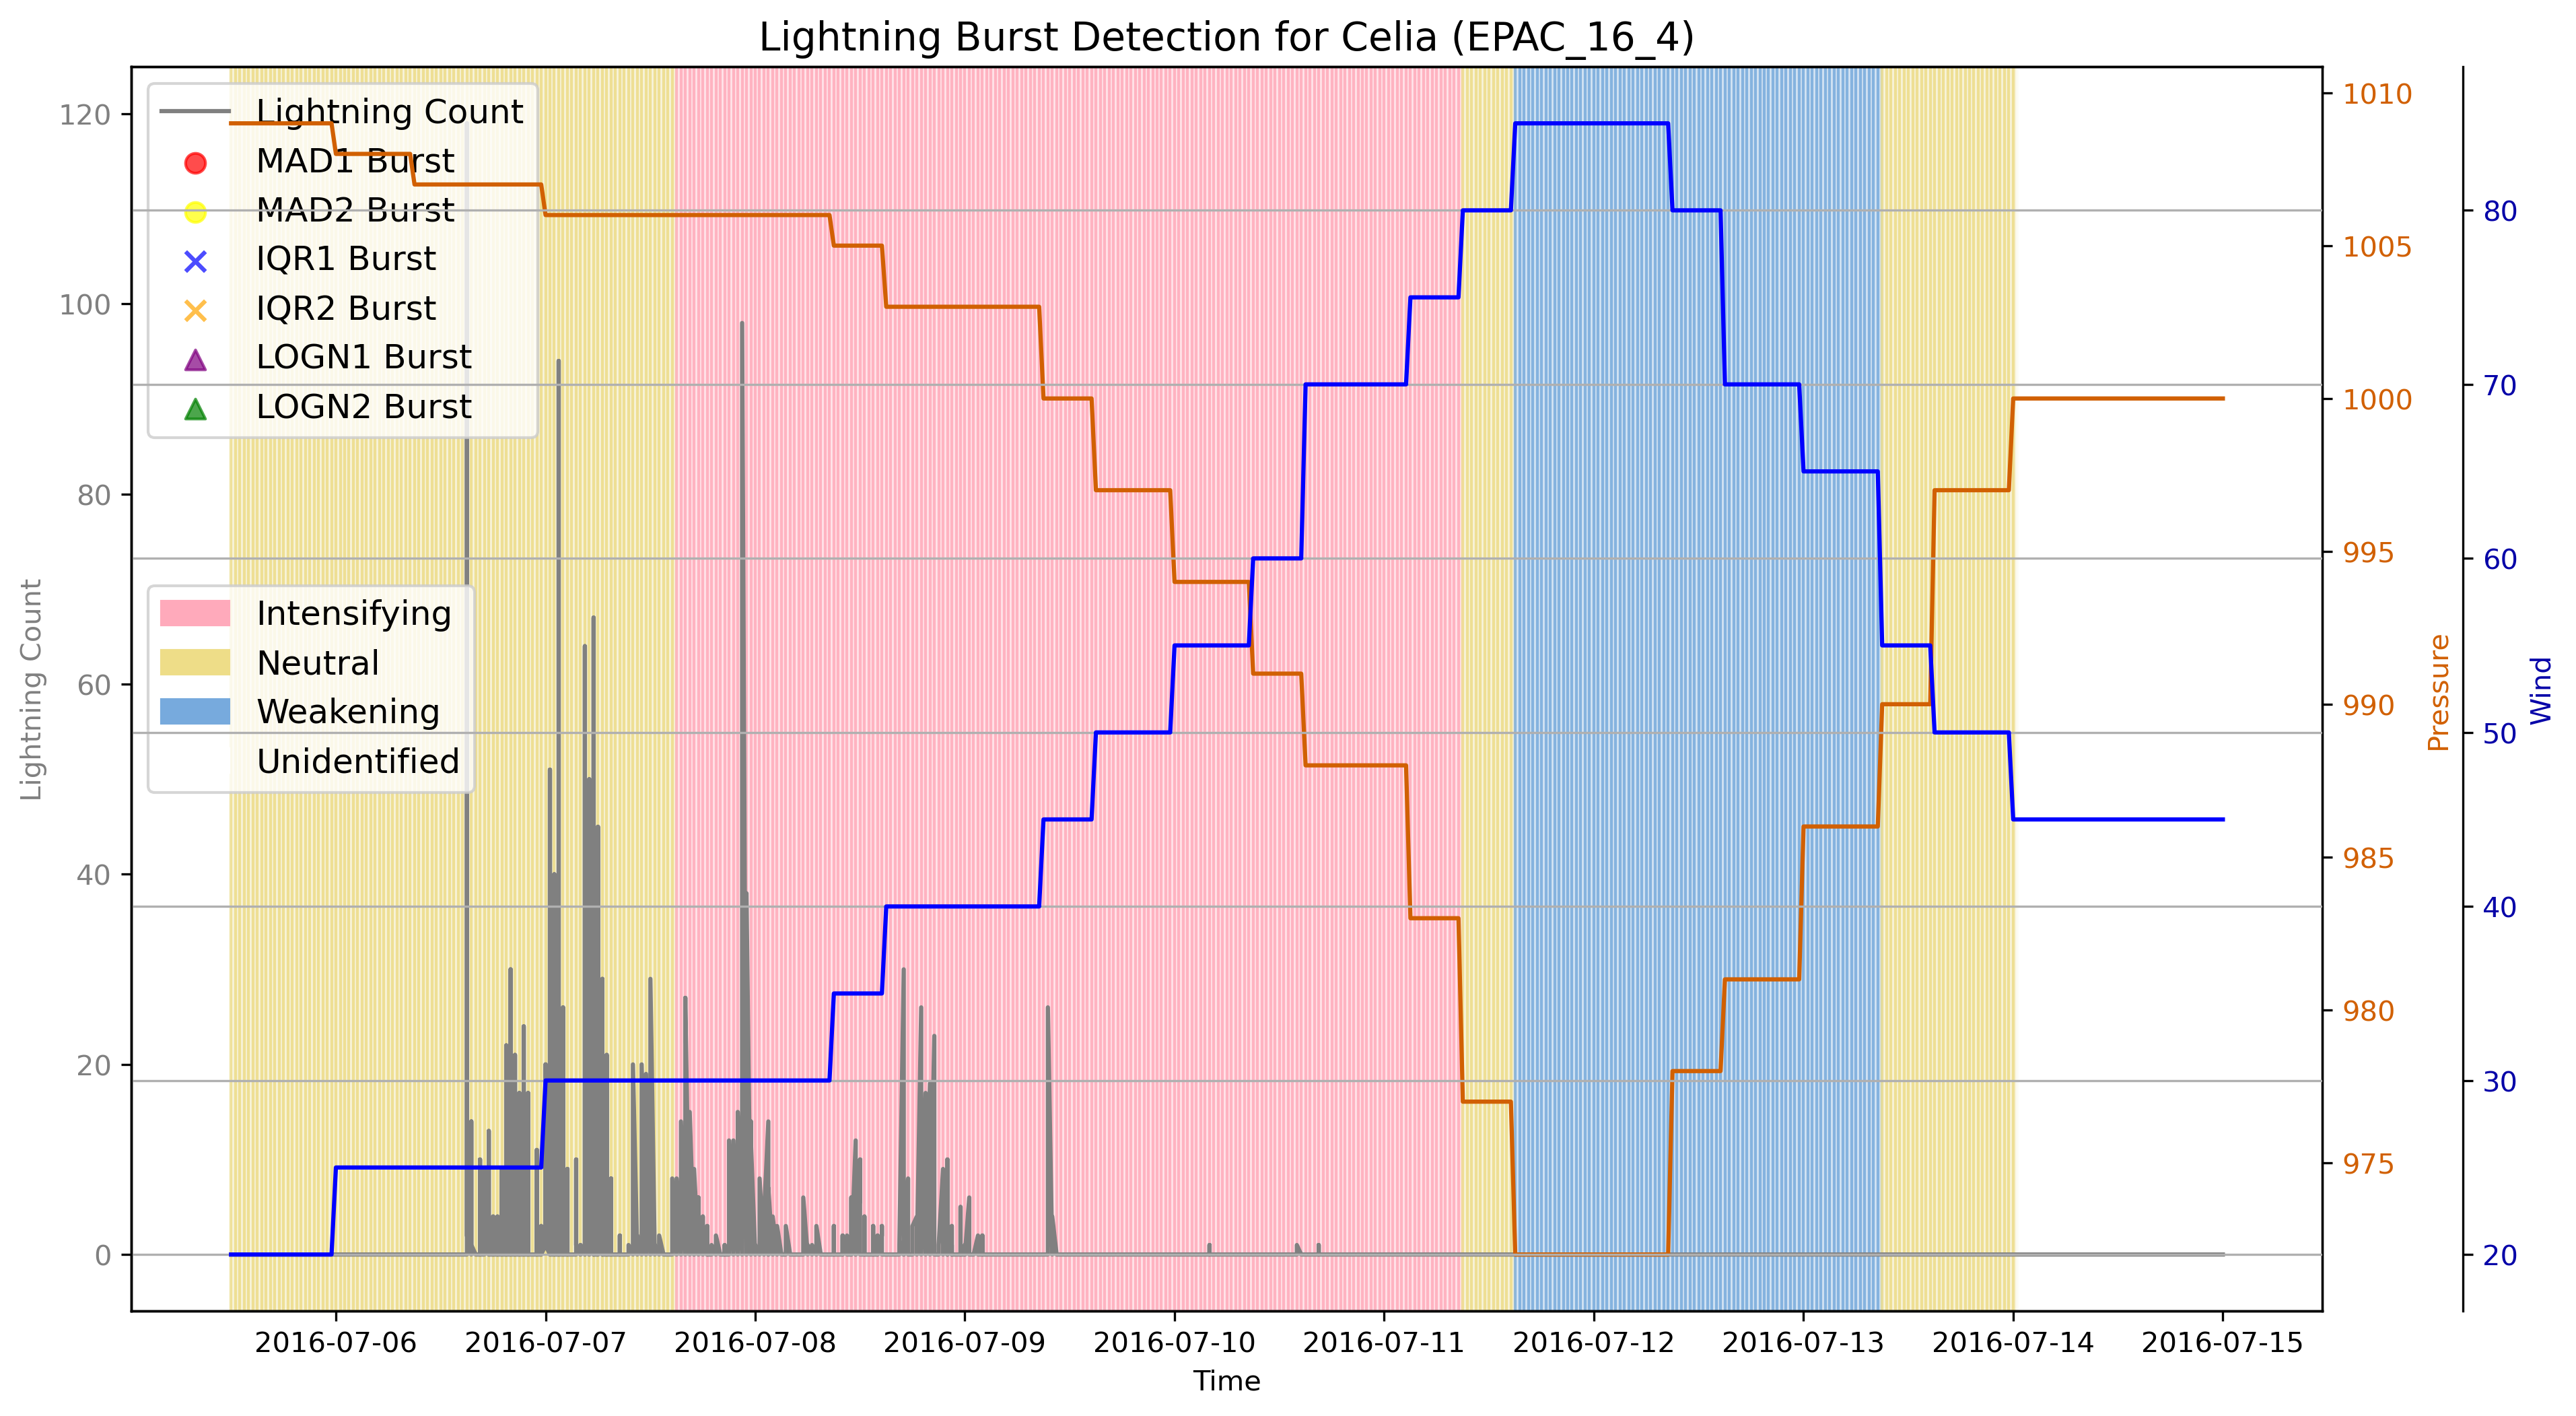 Lightning Burst Detection for Celia (EPAC_16_4)
Lightning Count
MAD1 Burst
MAD2 Burst
IQR1 Burst
IQR2 Burst
LOGN1 Burst
LOGN2 Burst
Intensifying
Neutral
Weakening
Unidentified
120
100
80
60
40
20
0
Lightning Count
1010
1005
1000
995
990
985
980
975
Pressure
80
70
60
50
40
30
20
Wind
2016-07-06
2016-07-07
2016-07-08
2016-07-09
2016-07-10
2016-07-11
2016-07-12
2016-07-13
2016-07-14
2016-07-15
Time